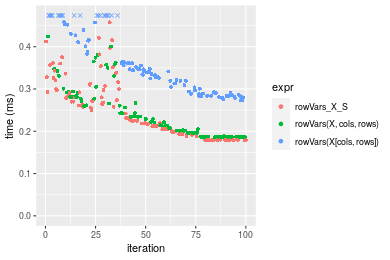 time (ms)
0.4
0.3
0.2
0.1
0.0
0
25
50
75
100
iteration
expr
rowVars_X_S
rowVars(X, cols, rows)
rowVars(X[cols, rows])